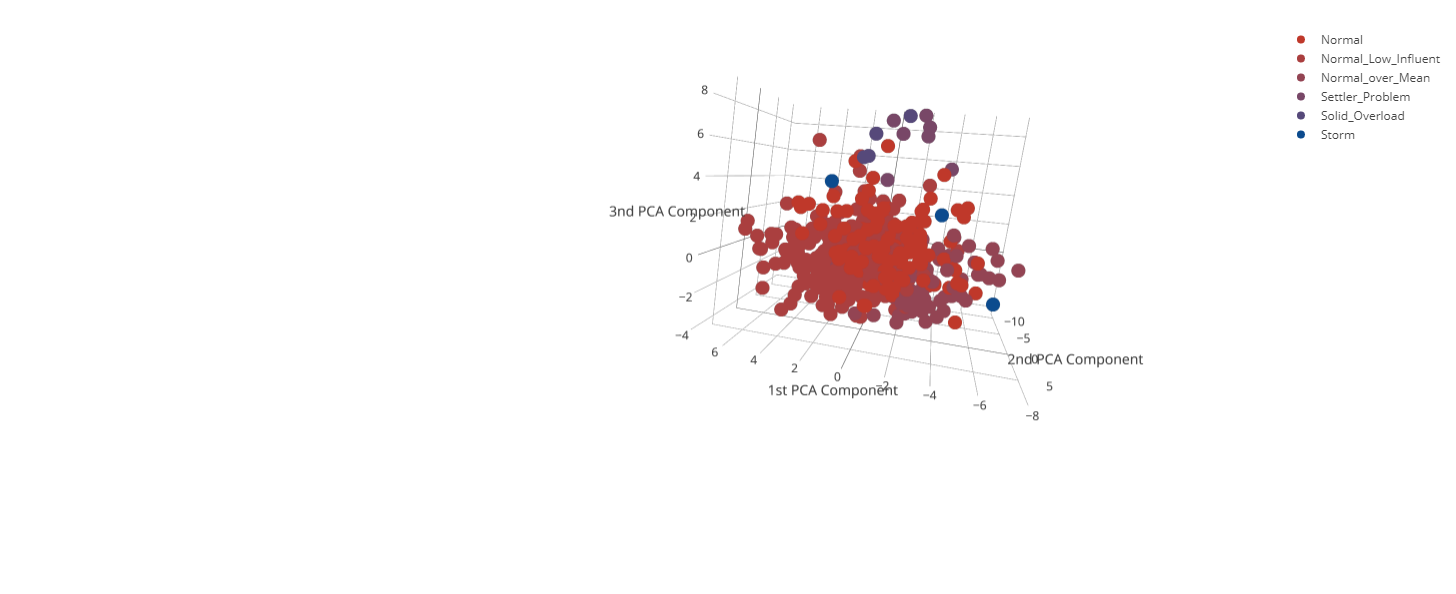 Normal
Normal_Low_Influent
Normal_over_Mean
Settler_Problem
Solid_Overload
Storm
8
6
4
2
0
−2
−4
3nd PCA Component
6
4
2
0
−2
−4
−6
−8
1st PCA Component
−10
−5
0
5
2nd PCA Component